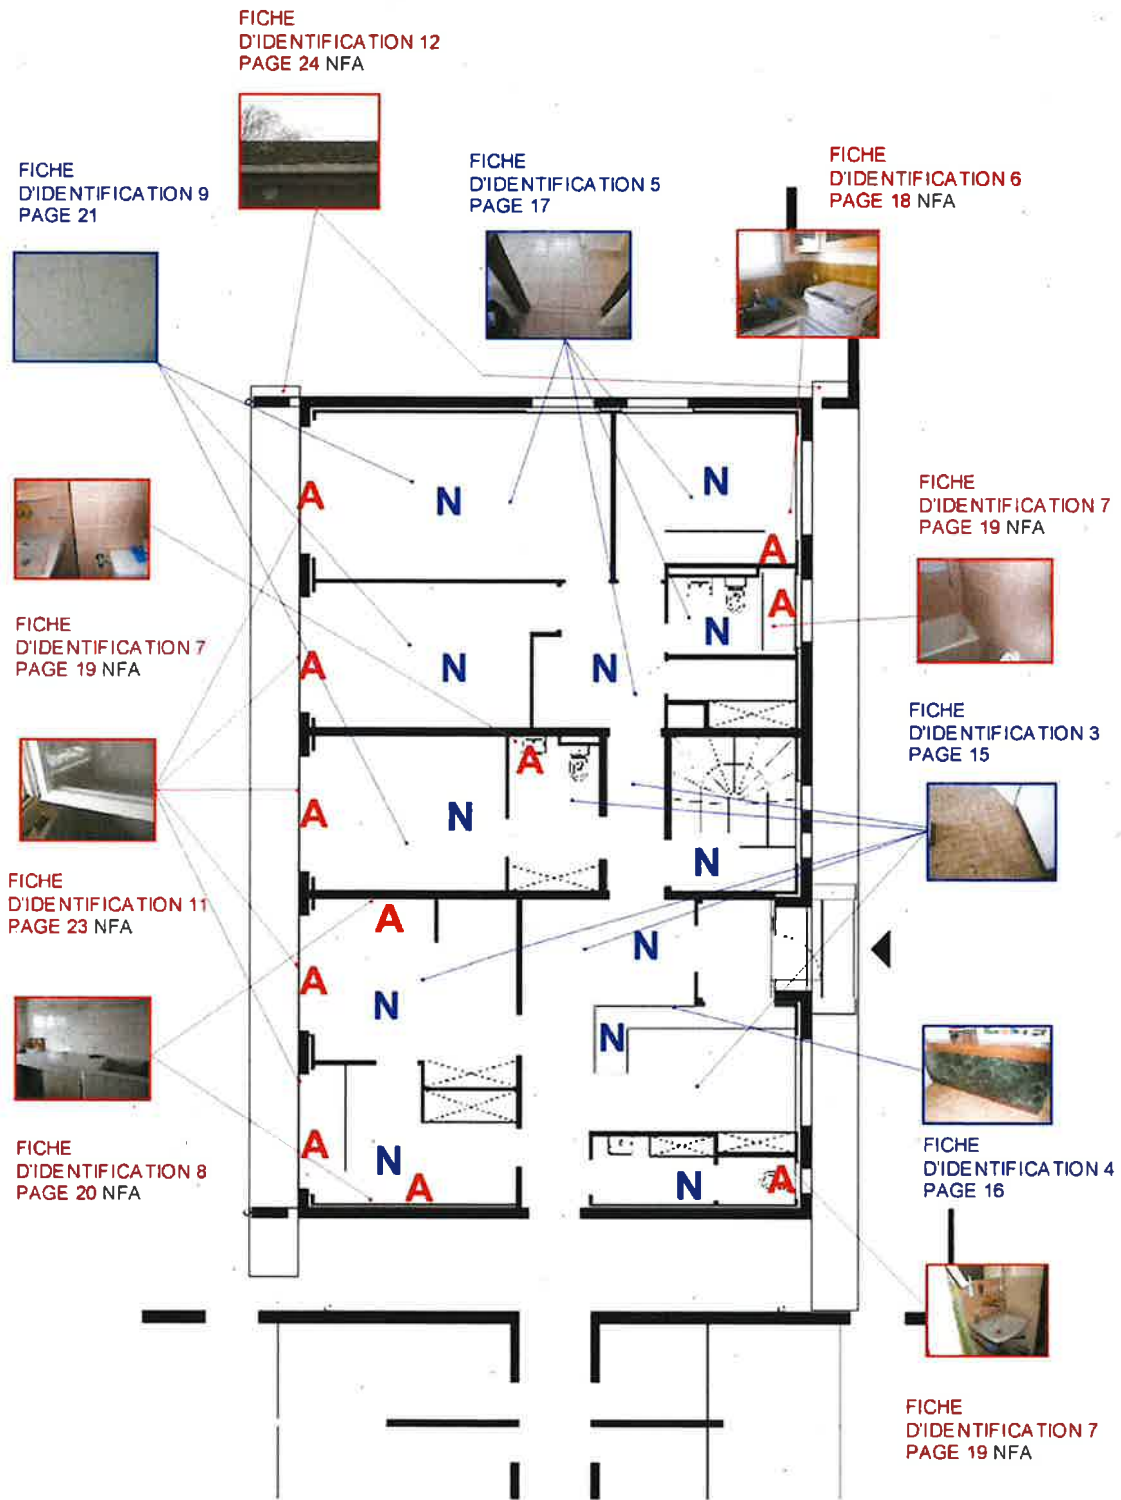 FICHE
D'IDENTIFICATION 12
PAGE 24 NFA
FICHE
D'IDENTIFICATION 9
PAGE 21
FICHE
D'IDENTIFICATION 5
PAGE 17
FICHE
D'IDENTIFICATION 6
PAGE 18 NFA
A
N
N
A
FICHE
D'IDENTIFICATION 7
PAGE 19 NFA
A
N
FICHE
D'IDENTIFICATION 7
PAGE 19 NFA
A
N
N
FICHE
D'IDENTIFICATION 3
PAGE 15
A
A
N
N
FICHE
D'IDENTIFICATION 11
PAGE 23 NFA
A
N
A
N
N
FICHE
D'IDENTIFICATION 8
PAGE 20 NFA
A
N
A
N
A
FICHE
D'IDENTIFICATION 4
PAGE 16
FICHE
D'IDENTIFICATION 7
PAGE 19 NFA